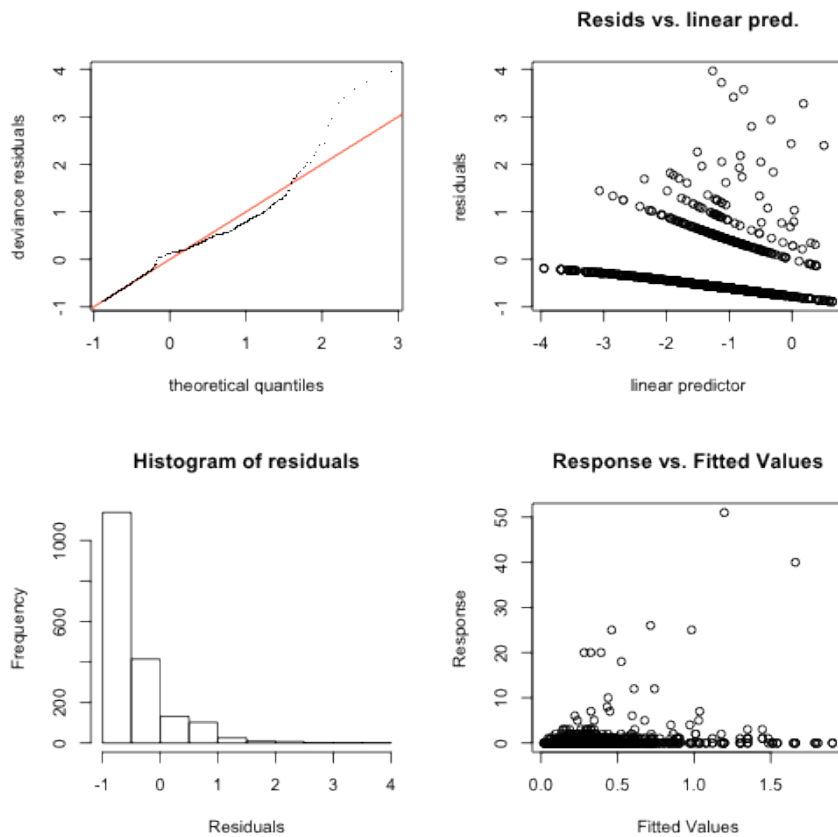 deviance residuals
4
3
2
1
0
-1
-1 0 1 2 3
theoretical quantiles
Resids vs. linear pred.
residuals
4
3
2
1
0
-1
-4 -3 -2 -1 0
linear predictor
Histogram of residuals
Frequency
1000
600
200
0
-1 0 1 2 3 4
Residuals
Response vs. Fitted Values
Response
50
40
30
20
10
0
0.0 0.5 1.0 1.5
Fitted Values